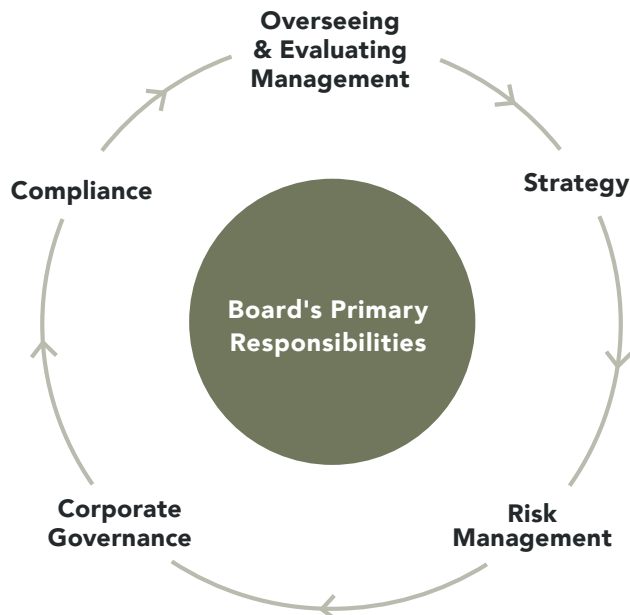 Overseeing
& Evaluating
Management
Strategy
Risk
Management
Corporate
Governance
Compliance
Board's Primary
Responsibilities